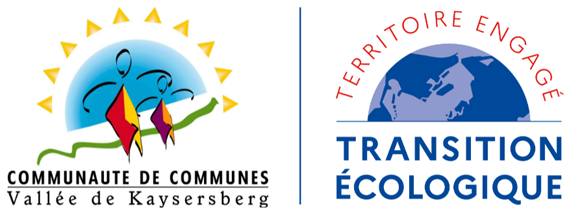 COMMUNAUTE DE COMMUNES
Vallée de Kaysersberg
TERRITOIRE ENGAGÉ
TRANSITION
ÉCOLOGIQUE